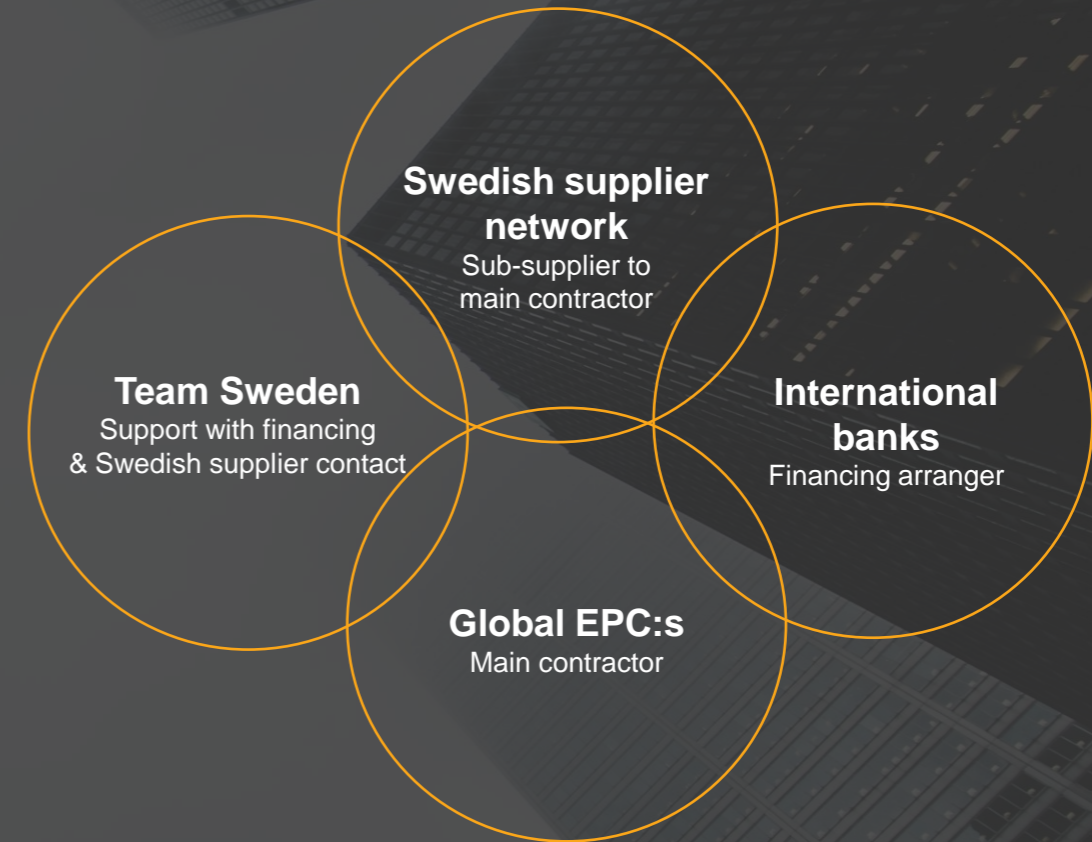 Swedish supplier
network
Sub-supplier to
main contractor
Team Sweden
Support with financing
& Swedish supplier contact
International
banks
Financing arranger
Global EPC:s
Main contractor